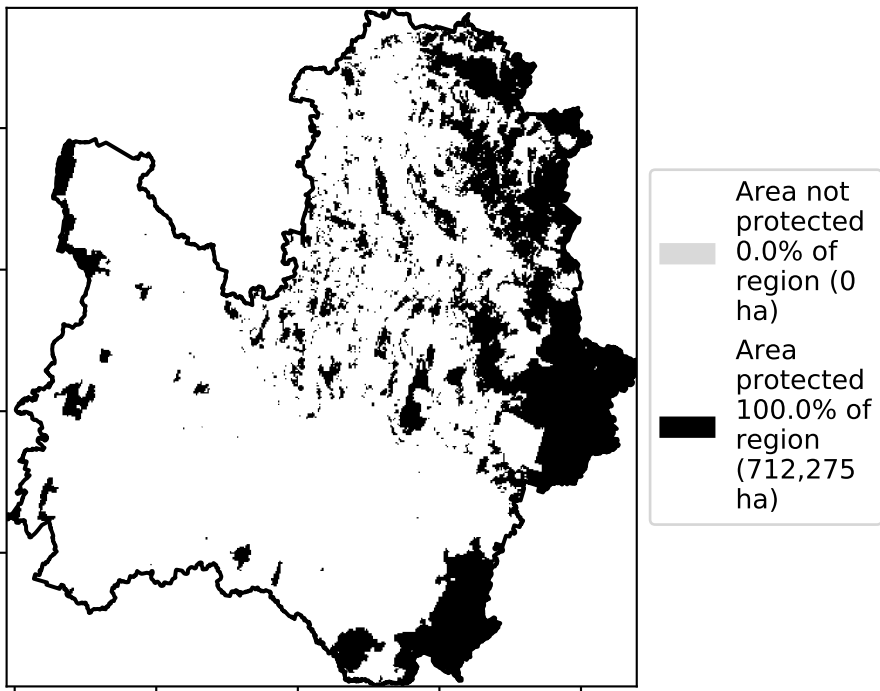 Area not
protected
0.0% of
region (0
ha)
Area
protected
100.0% of
region
(712,275
ha)